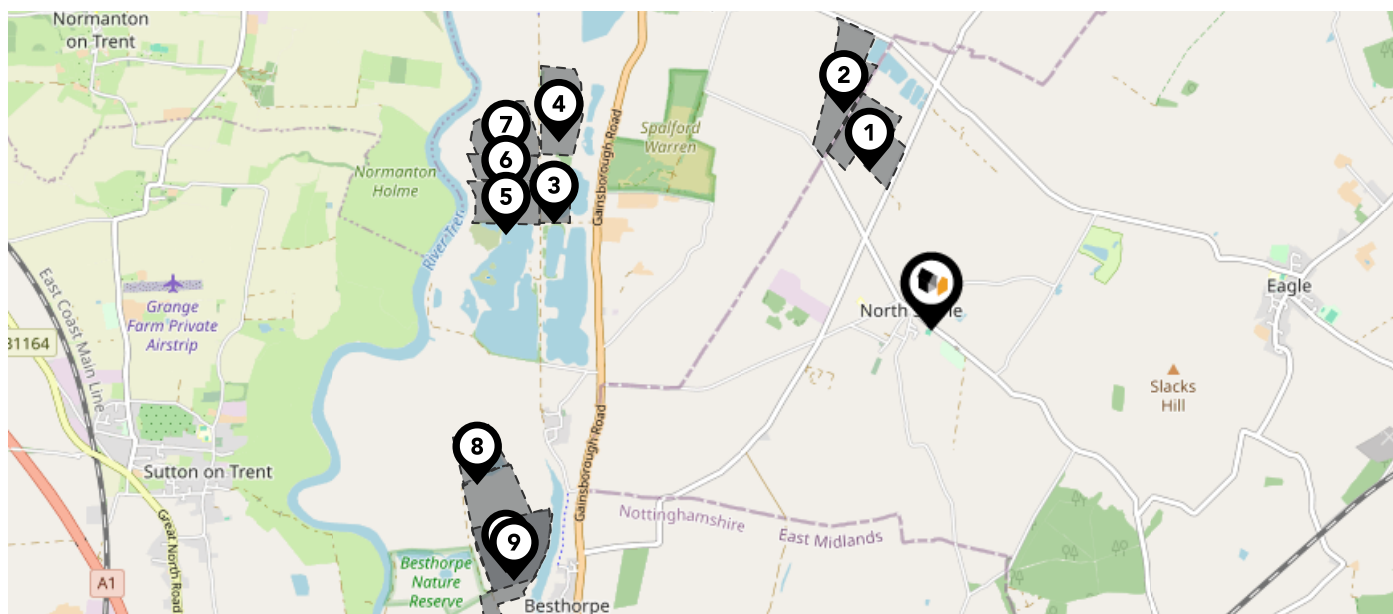 Normanton
on Trent
2
4
7
1
Spalford
Warren
6
Normanton
Holme
3
5
Gainsborough Road
River Tre
East Coast Main Line
Grange
Farm Private
Airstrip
Eagle
North
le
B1164
Slacks
Hill
8
Gainsborough Road
Sutton on Trent
Great North Road
Nottinghamshire
East Midlands
9
Besthorpe
Nature
Reserve
A1
Besthorpe